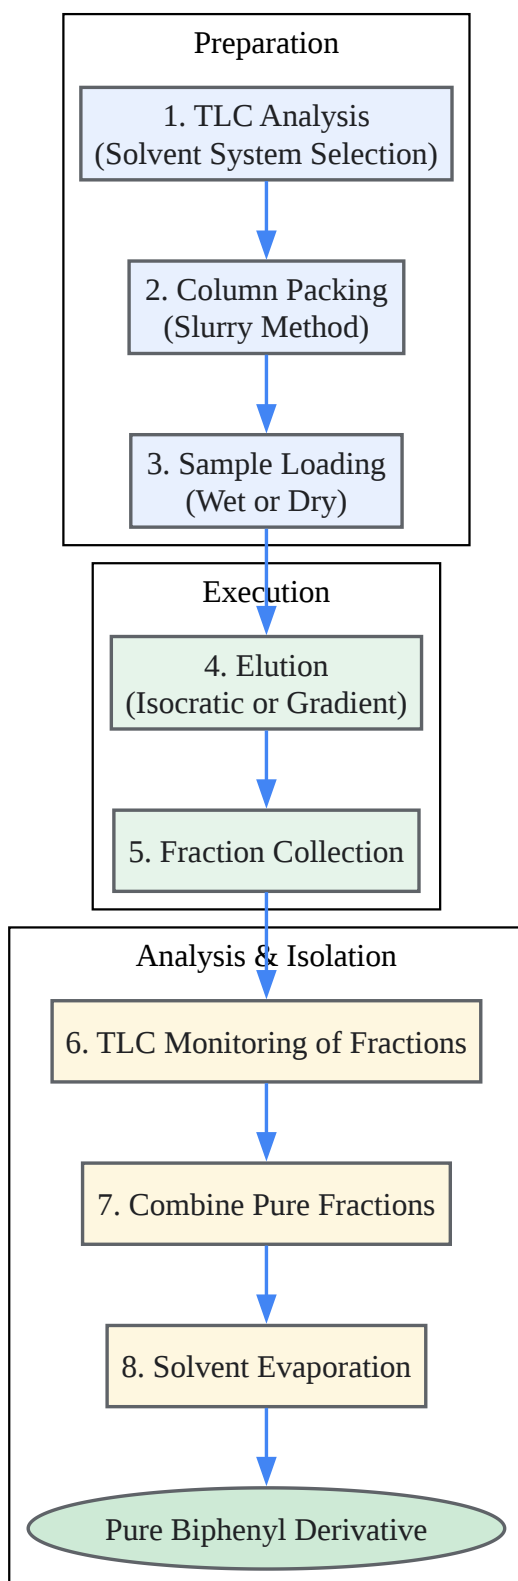 Preparation
1. TLC Analysis
(Solvent System Selection)
2. Column Packing
(Slurry Method)
3. Sample Loading
(Wet or Dry)
Execution
4. Elution
(Isocratic or Gradient)
5. Fraction Collection
Analysis & Isolation
6. TLC Monitoring of Fractions
7. Combine Pure Fractions
8. Solvent Evaporation
Pure Biphenyl Derivative